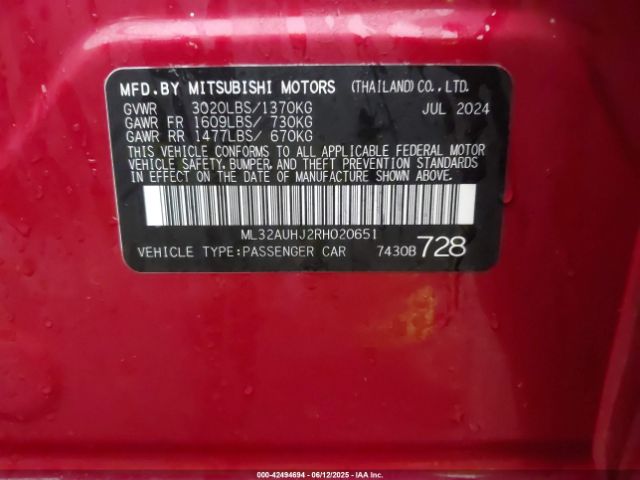 MFD.BY MITSUBISHI MOTORS (THAILAND)CO.,LTD.
GVWR 3020LBS/1370KG JUL 2024
GAWR FR 1609LBS/ 730KG
GAWR RR 1477LBS/ 670KG
THIS VEHICLE CONFORMS TO ALL APPLICABLE FEDERAL MOTOR
VEHICLE SAFETY, BUMPER, AND THEFT PREVENTION STANDARDS
IN EFFECT ON THE DATE OF MANUFACTURE SHOWN ABOVE.
ML32AUHJ2RH020651
VEHICLE TYPE:PASSENGER CAR 7430B 728
000-42494694 - 06/12/2025 - IAA Inc.